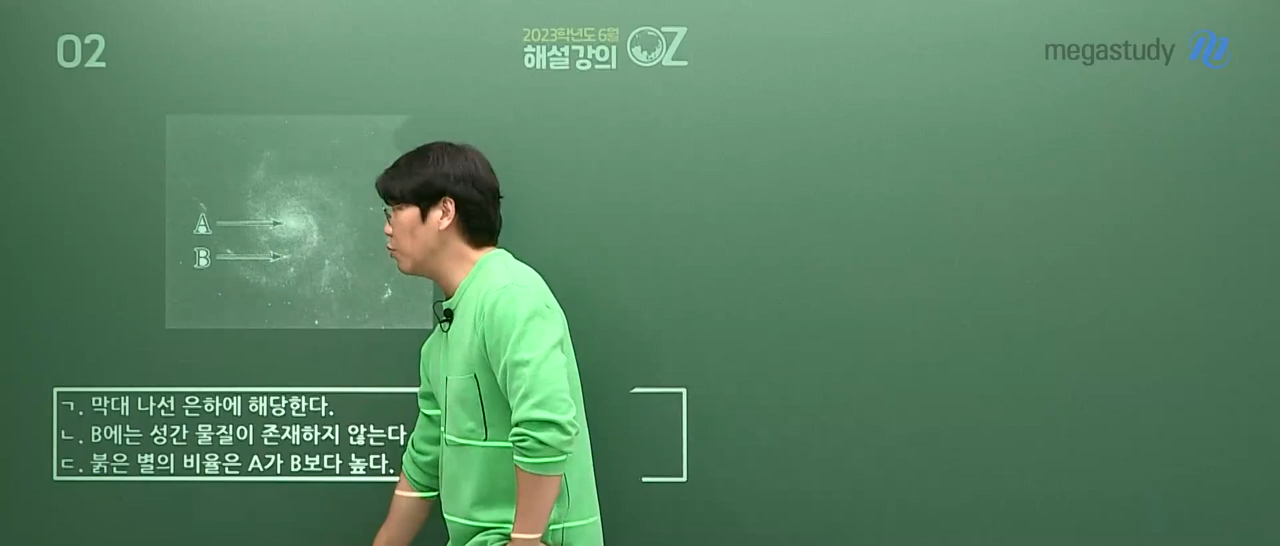 02
2023학년도 6월
해설강의 OZ
megastudy
A
B
ㄱ. 막대 나선 은하에 해당한다.
ㄴ. B에는 성간 물질이 존재하지 않는다
ㄷ. 붉은 별의 비율은 A가 B보다 높다.